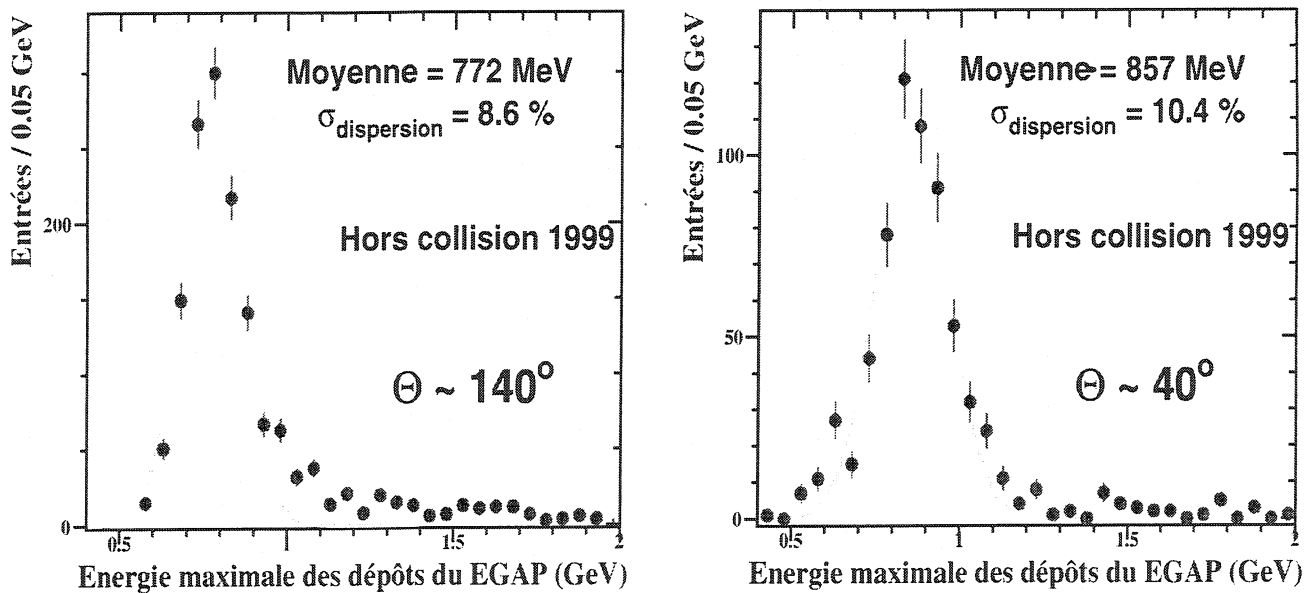 Entrées / 0.05 GeV
Moyenne = 772 MeV
σdispersion = 8.6 %
200
Hors collision 1999
Θ ~ 140°
0
0.5
1
1.5
2
Energie maximale des dépôts du EGAP (GeV)
Entrées / 0.05 GeV
Moyenne = 857 MeV
σdispersion = 10.4 %
100
Hors collision 1999
50
Θ ~ 40°
0
0.5
1
1.5
2
Energie maximale des dépôts du EGAP (GeV)